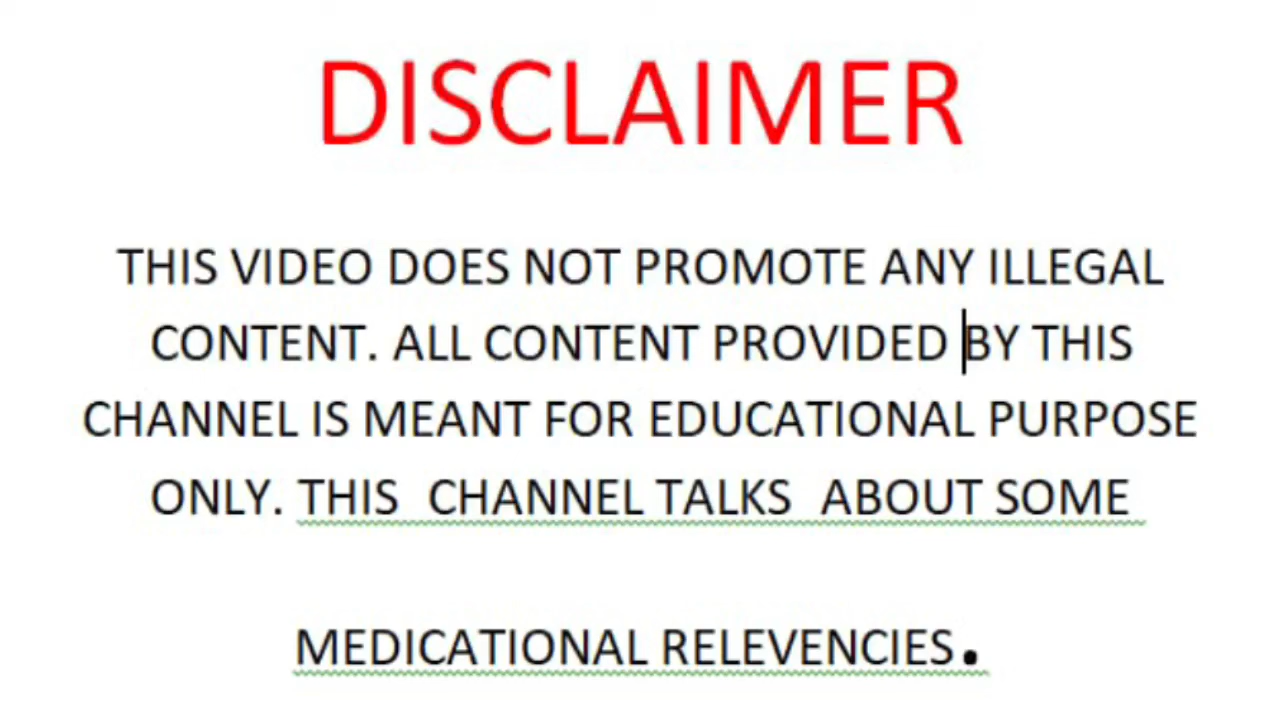 DISCLAIMER
THIS VIDEO DOES NOT PROMOTE ANY ILLEGAL
CONTENT. ALL CONTENT PROVIDED BY THIS
CHANNEL IS MEANT FOR EDUCATIONAL PURPOSE
ONLY. THIS  CHANNEL TALKS  ABOUT SOME
MEDICATIONAL RELEVENCIES.